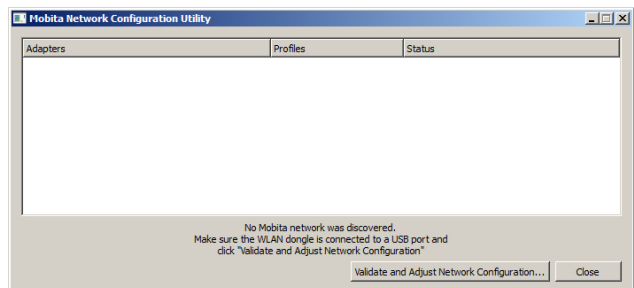 Mobita Network Configuration Utility
Adapters Profiles Status
No Mobita network was discovered.
Make sure the WLAN dongle is connected to a USB port and
click "Validate and Adjust Network Configuration"
Validate and Adjust Network Configuration... Close